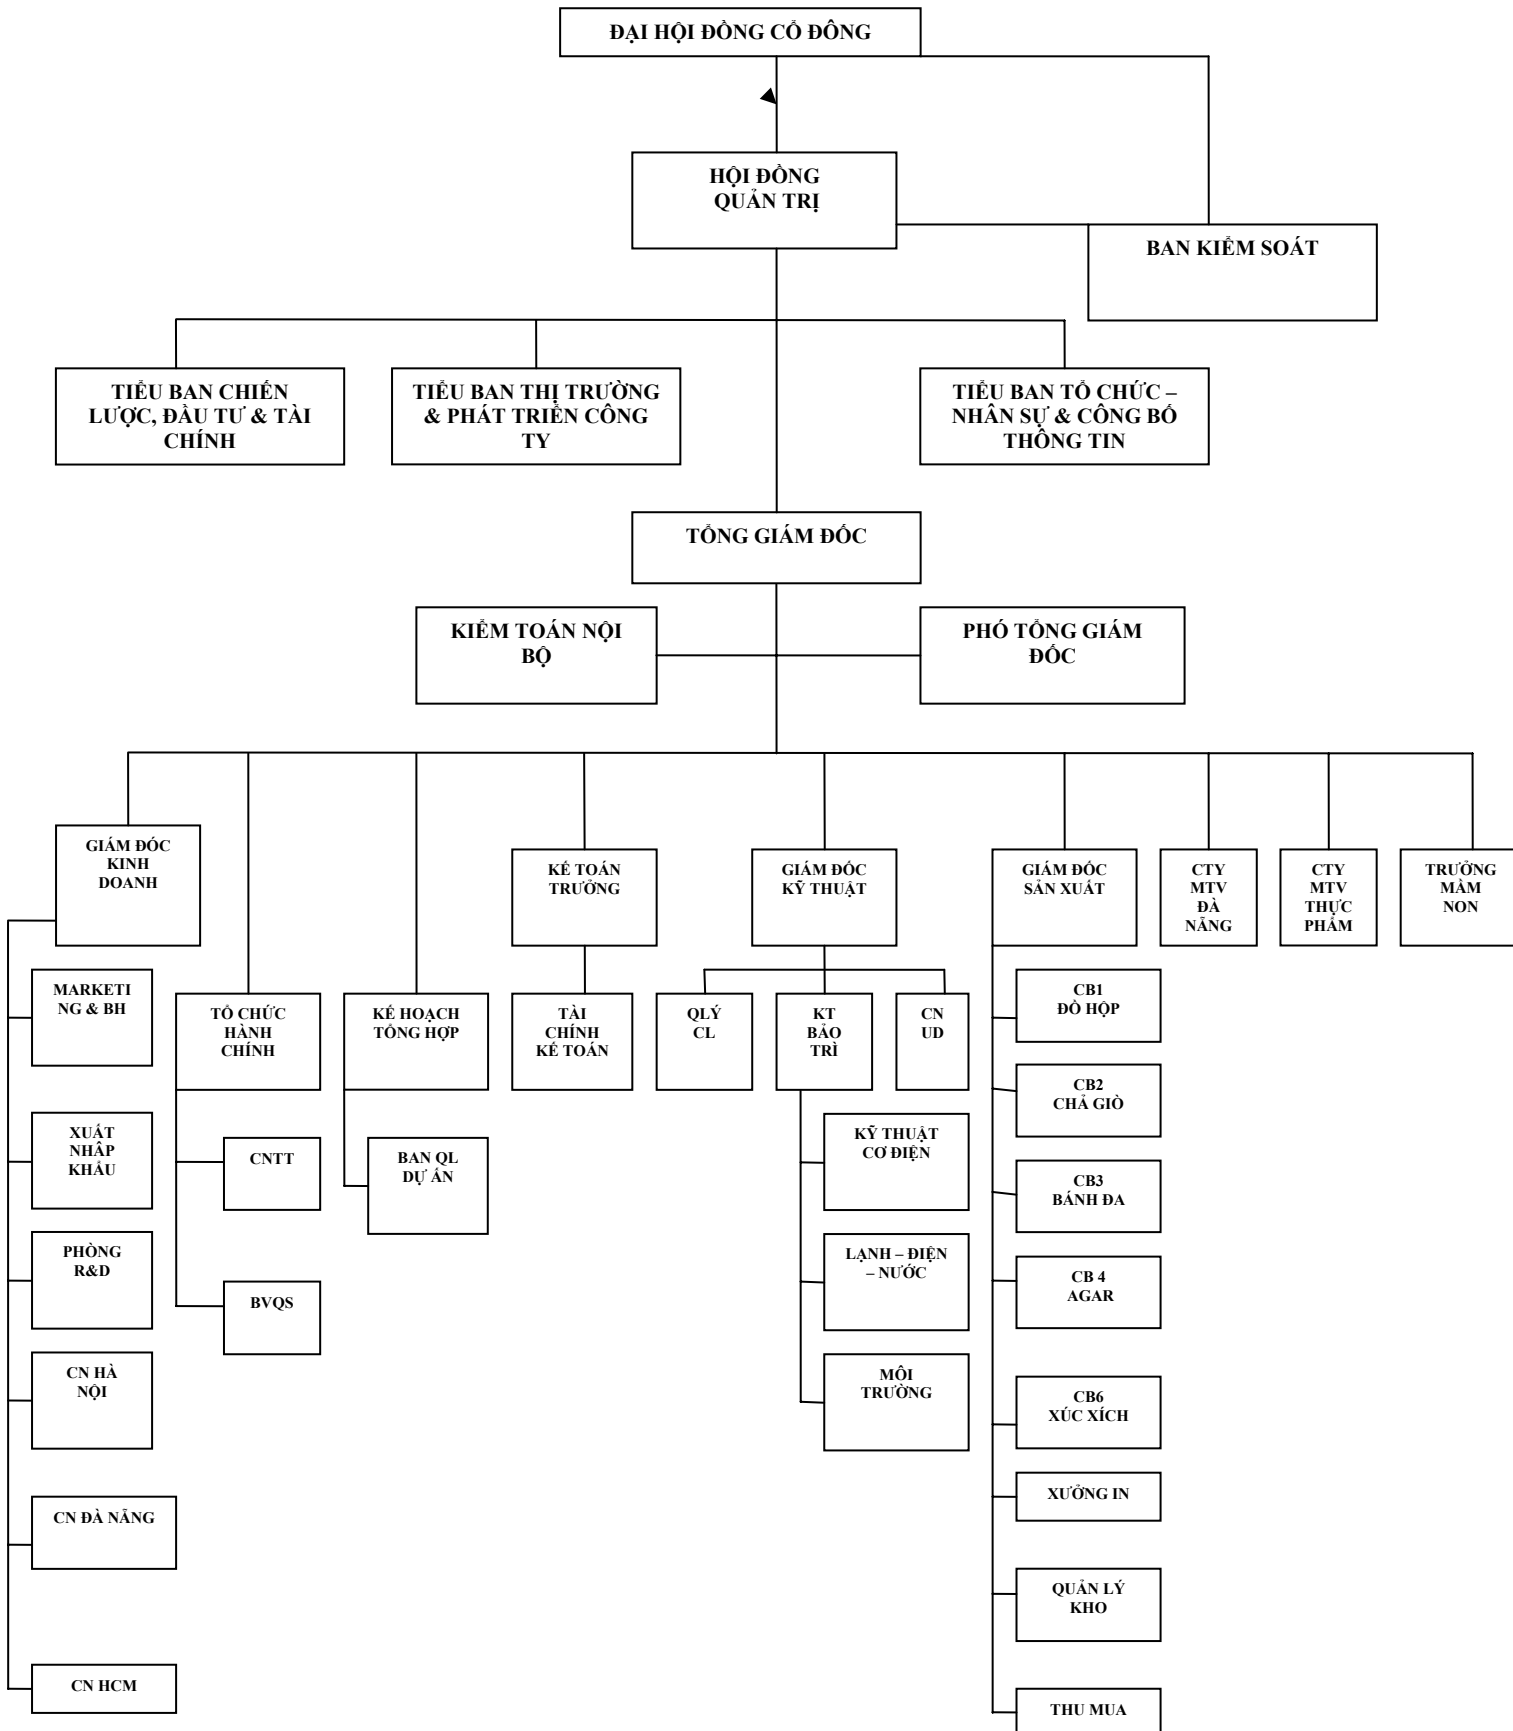 ĐẠI HỘI ĐỒNG CỔ ĐÔNG
HỘI ĐỒNG
QUẢN TRỊ
BAN KIỂM SOÁT
TIỂU BAN CHIẾN
LƯỢC, ĐẦU TƯ & TÀI
CHÍNH
TIỂU BAN THỊ TRƯỜNG
& PHÁT TRIỂN CÔNG
TY
TIỂU BAN TỔ CHỨC –
NHÂN SỰ & CÔNG BỐ
THÔNG TIN
TỔNG GIÁM ĐỐC
KIỂM TOÁN NỘI
BỘ
PHÓ TỔNG GIÁM
ĐỐC
GIÁM ĐỐC
KINH
DOANH
KẾ TOÁN
TRƯỞNG
GIÁM ĐỐC
KỸ THUẬT
GIÁM ĐỐC
SẢN XUẤT
CTY
MTV
ĐÀ
NẴNG
CTY
MTV
THỰC
PHẨM
TRƯỞNG
MÀM
NON
MARKETI
NG & BH
XUẤT
NHÂP
KHẨU
PHÒNG
R&D
CN HÀ
NỘI
CN ĐÀ NẴNG
CN HCM
TỔ CHỨC
HÀNH
CHÍNH
CNTT
BVQS
KẾ HOẠCH
TỔNG HỢP
BAN QL
DỰ ÁN
TÀI
CHÍNH
KẾ TOÁN
QLÝ
CL
KT
BẢO
TRÌ
CN
UD
KỸ THUẬT
CƠ ĐIỆN
LẠNH – ĐIỆN
– NƯỚC
MÔI
TRƯỜNG
CB1
ĐỒ HỘP
CB2
CHẢ GIÒ
CB3
BÁNH ĐA
CB 4
AGAR
CB6
XÚC XÍCH
XƯỞNG IN
QUẢN LÝ
KHO
THU MUA